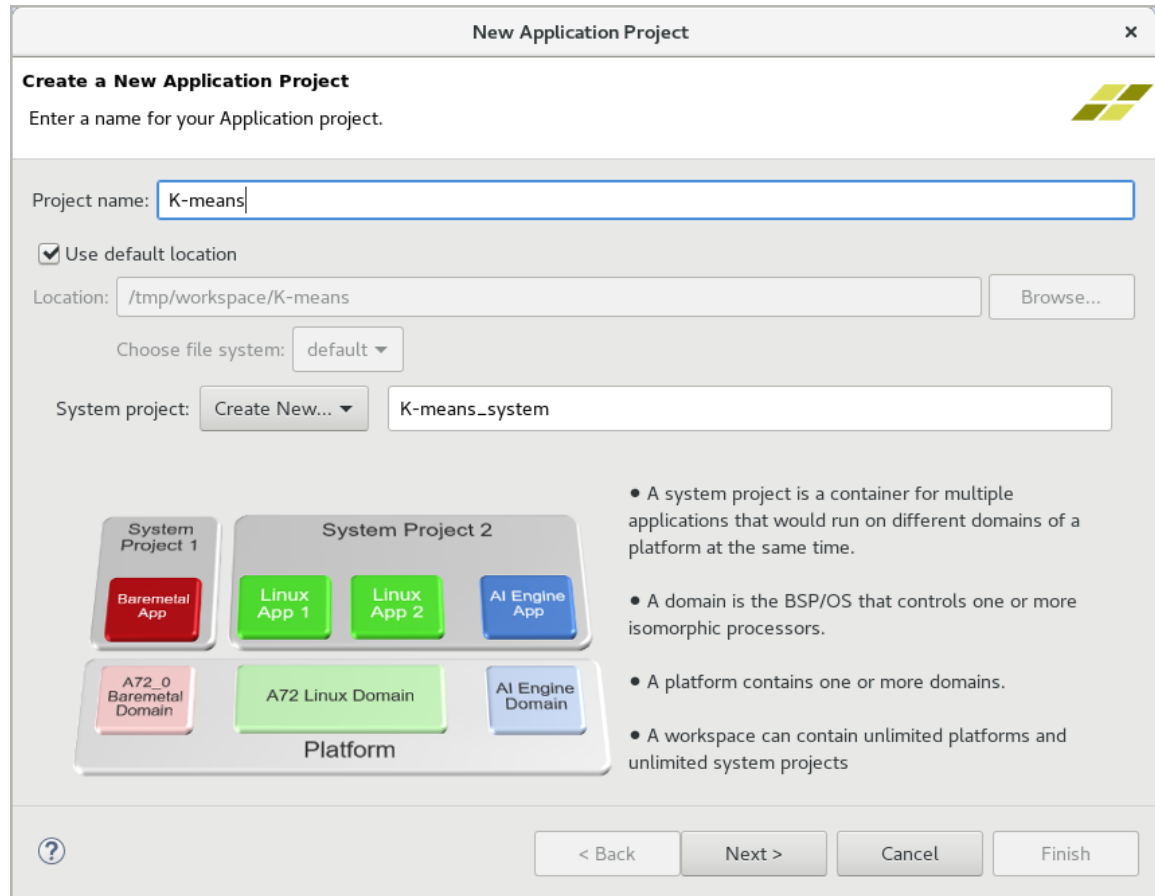 New Application Project
×
Create a New Application Project
Enter a name for your Application project.
Project name: K-means
Use default location
Location: /tmp/workspace/K-means Browse...
Choose file system: default
System project: Create New... K-means_system
System
Project 1
System Project 2
Baremetal
App
Linux
App 1
Linux
App 2
AI Engine
App
A72_0
Baremetal
Domain
A72 Linux Domain
AI Engine
Domain
Platform
• A system project is a container for multiple
applications that would run on different domains of a
platform at the same time.
• A domain is the BSP/OS that controls one or more
isomorphic processors.
• A platform contains one or more domains.
• A workspace can contain unlimited platforms and
unlimited system projects
? < Back Next > Cancel Finish